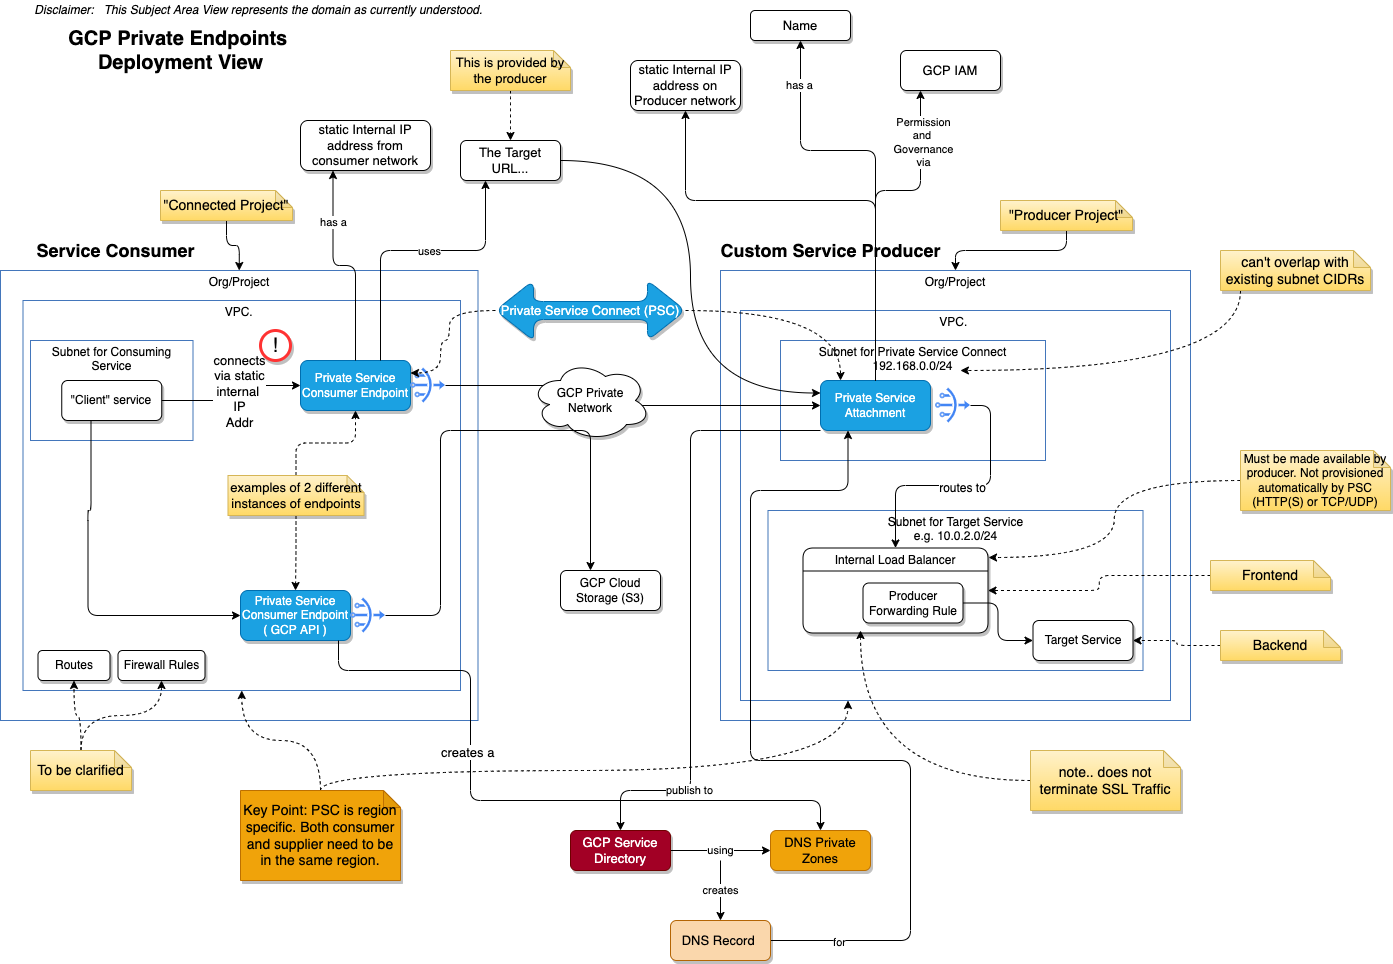 Disclaimer: This Subject Area View represents the domain as currently understood.
GCP Private Endpoints
Deployment View
This is provided by
the producer
static Internal IP
address on
Producer network
Name
has a
GCP IAM
Permission
and
Governance
via
static Internal IP
address from
consumer network
The Target
URL...
"Connected Project"
has a
uses
"Producer Project"
Service Consumer
Custom Service Producer
can't overlap with
existing subnet CIDRs
Org/Project
VPC.
Org/Project
VPC.
Private Service Connect (PSC)
Subnet for Consuming
Service
"Client" service
connects
via static
internal
IP
Addr
!
Private Service
Consumer Endpoint
GCP Private
Network
Subnet for Private Service Connect
192.168.0.0/24
Private Service
Attachment
examples of 2 different
instances of endpoints
routes to
Must be made available by
producer. Not provisioned
automatically by PSC
(HTTP(S) or TCP/UDP)
Subnet for Target Service
e.g. 10.0.2.0/24
Internal Load Balancer
Producer
Forwarding Rule
Target Service
Frontend
Backend
GCP Cloud
Storage (S3)
Private Service
Consumer Endpoint
( GCP API )
Routes
Firewall Rules
To be clarified
creates a
Key Point: PSC is region
specific. Both consumer
and supplier need to be
in the same region.
note.. does not
terminate SSL Traffic
publish to
GCP Service
Directory
using
DNS Private
Zones
creates
DNS Record
for